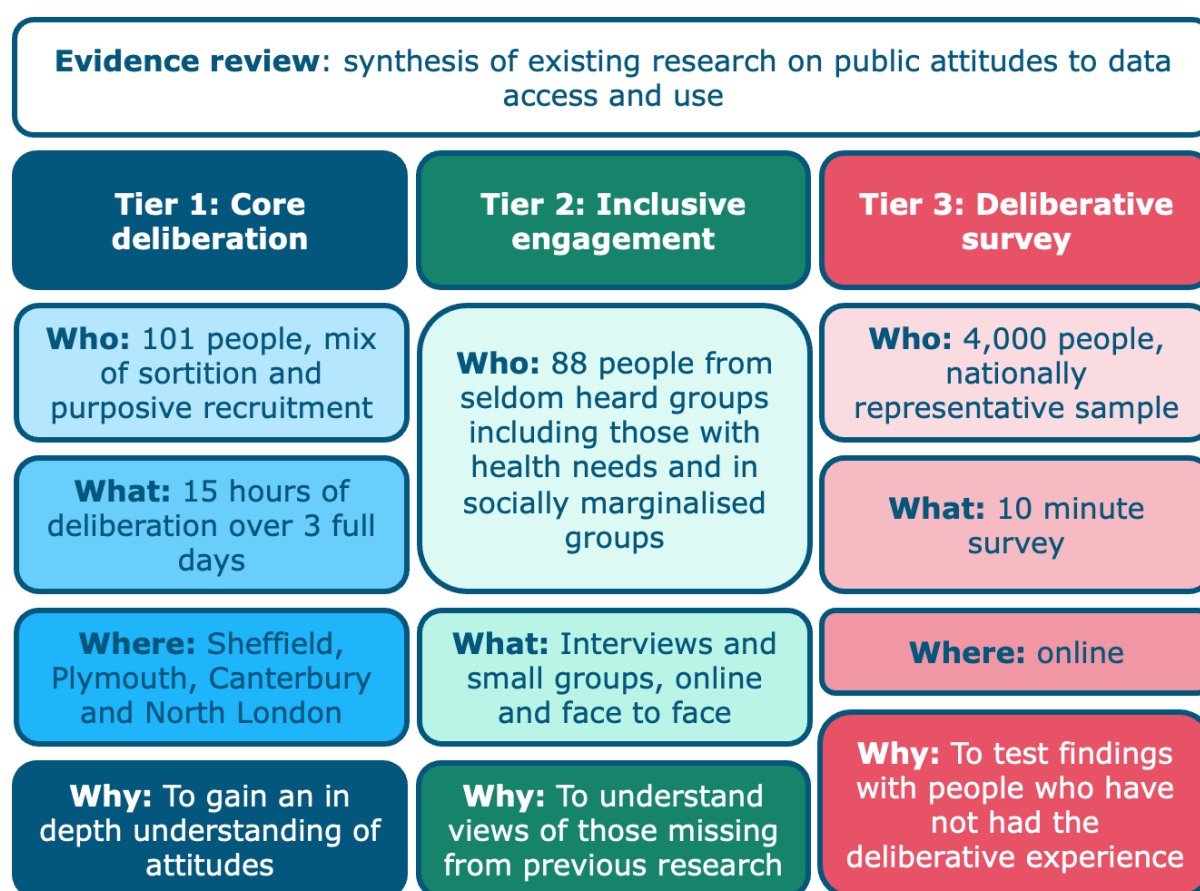 Evidence review: synthesis of existing research on public attitudes to data
access and use
Tier 1: Core
deliberation
Who: 101 people, mix
of sortition and
purposive recruitment
What: 15 hours of
deliberation over 3 full
days
Where: Sheffield,
Plymouth, Canterbury
and North London
Why: To gain an in
depth understanding of
attitudes
Tier 2: Inclusive
engagement
Who: 88 people from
seldom heard groups
including those with
health needs and in
socially marginalised
groups
What: Interviews and
small groups, online
and face to face
Why: To understand
views of those missing
from previous research
Tier 3: Deliberative
survey
Who: 4,000 people,
nationally
representative sample
What: 10 minute
survey
Where: online
Why: To test findings
with people who have
not had the
deliberative experience